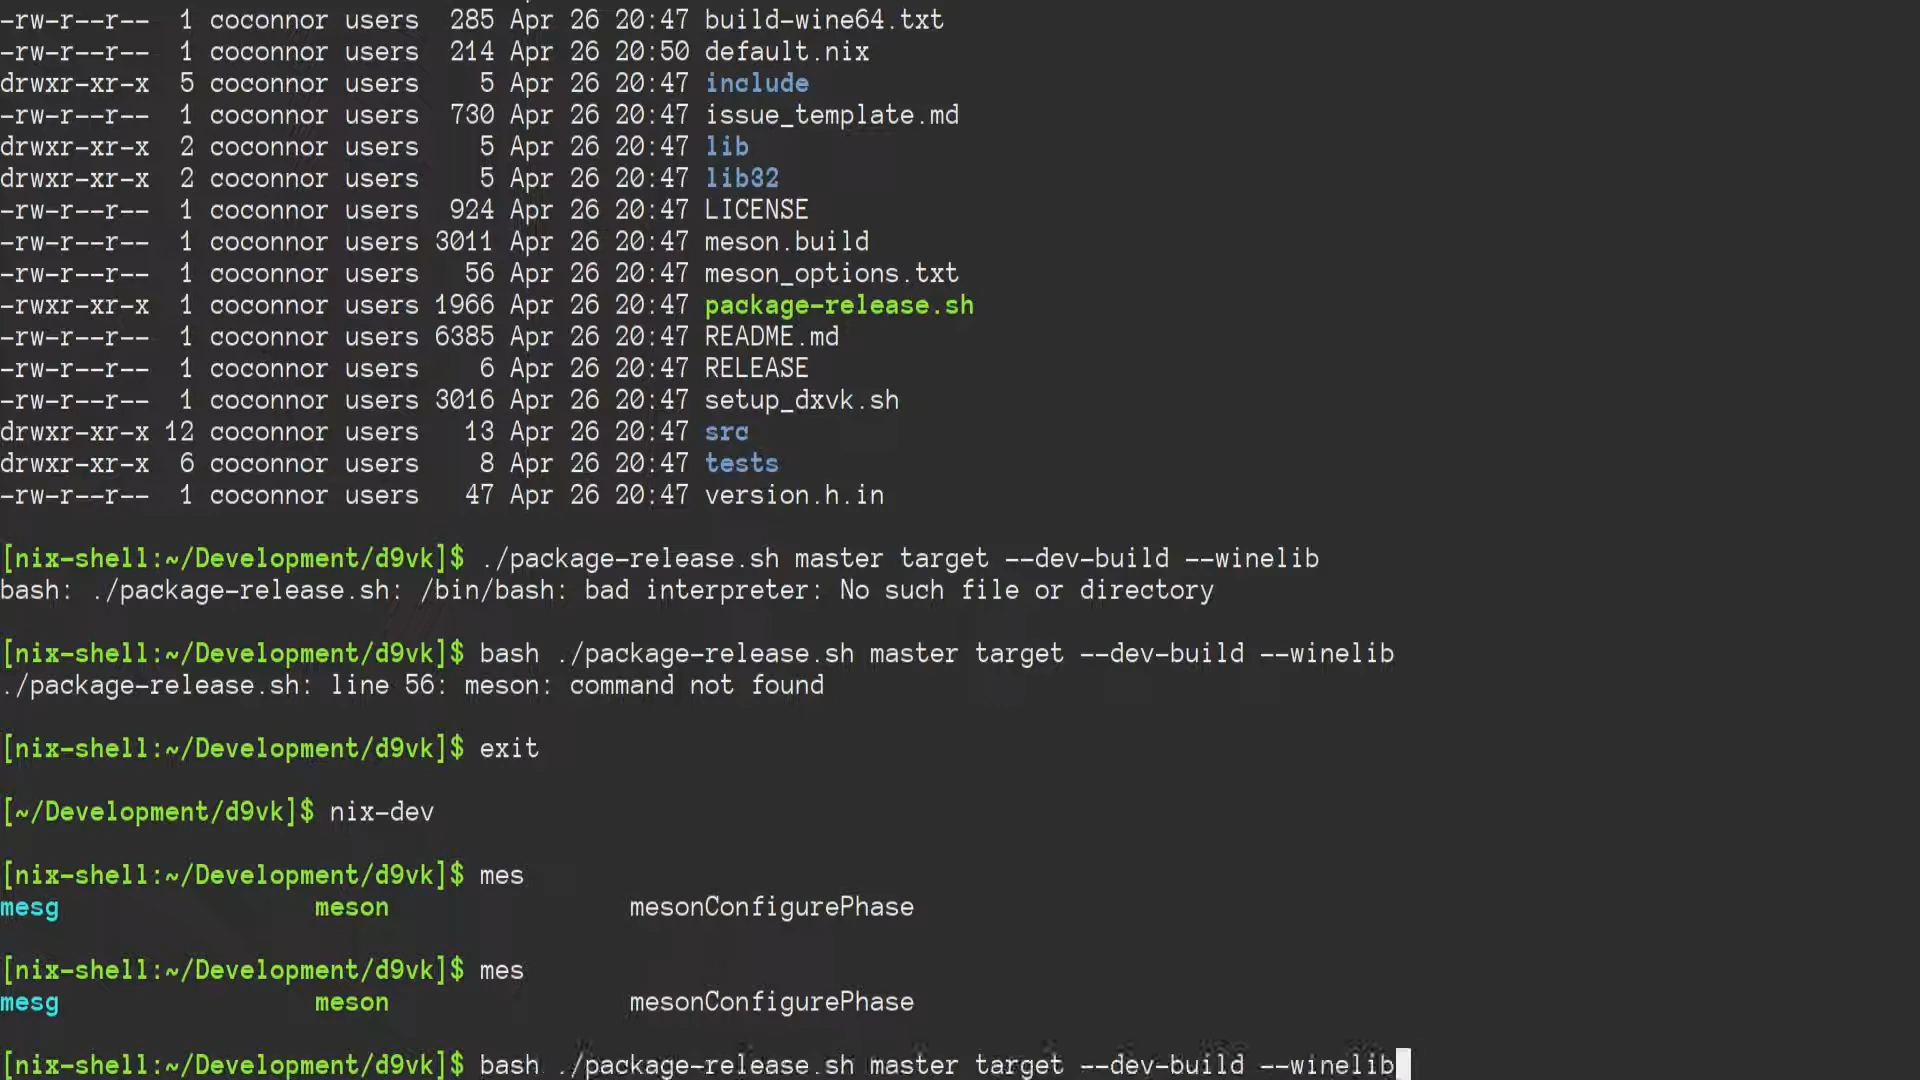 -rw-r--r--  1 coconnor users  285 Apr 26 20:47 build-wine64.txt
-rw-r--r--  1 coconnor users  214 Apr 26 20:50 default.nix
drwxr-xr-x  5 coconnor users    5 Apr 26 20:47 include
-rw-r--r--  1 coconnor users  730 Apr 26 20:47 issue_template.md
drwxr-xr-x  2 coconnor users    5 Apr 26 20:47 lib
drwxr-xr-x  2 coconnor users    5 Apr 26 20:47 lib32
-rw-r--r--  1 coconnor users  924 Apr 26 20:47 LICENSE
-rw-r--r--  1 coconnor users 3011 Apr 26 20:47 meson.build
-rw-r--r--  1 coconnor users   56 Apr 26 20:47 meson_options.txt
-rwxr-xr-x  1 coconnor users 1966 Apr 26 20:47 package-release.sh
-rw-r--r--  1 coconnor users 6385 Apr 26 20:47 README.md
-rw-r--r--  1 coconnor users    6 Apr 26 20:47 RELEASE
-rw-r--r--  1 coconnor users 3016 Apr 26 20:47 setup_dxvk.sh
drwxr-xr-x 12 coconnor users   13 Apr 26 20:47 src
drwxr-xr-x  6 coconnor users    8 Apr 26 20:47 tests
-rw-r--r--  1 coconnor users   47 Apr 26 20:47 version.h.in
[nix-shell:~/Development/d9vk]$ ./package-release.sh master target --dev-build --winelib
bash: ./package-release.sh: /bin/bash: bad interpreter: No such file or directory
[nix-shell:~/Development/d9vk]$ bash ./package-release.sh master target --dev-build --winelib
./package-release.sh: line 56: meson: command not found
[nix-shell:~/Development/d9vk]$ exit
[~/Development/d9vk]$ nix-dev
[nix-shell:~/Development/d9vk]$ mes
mesg                 meson                mesonConfigurePhase
[nix-shell:~/Development/d9vk]$ mes
mesg                 meson                mesonConfigurePhase
[nix-shell:~/Development/d9vk]$ bash ./package-release.sh master target --dev-build --winelib